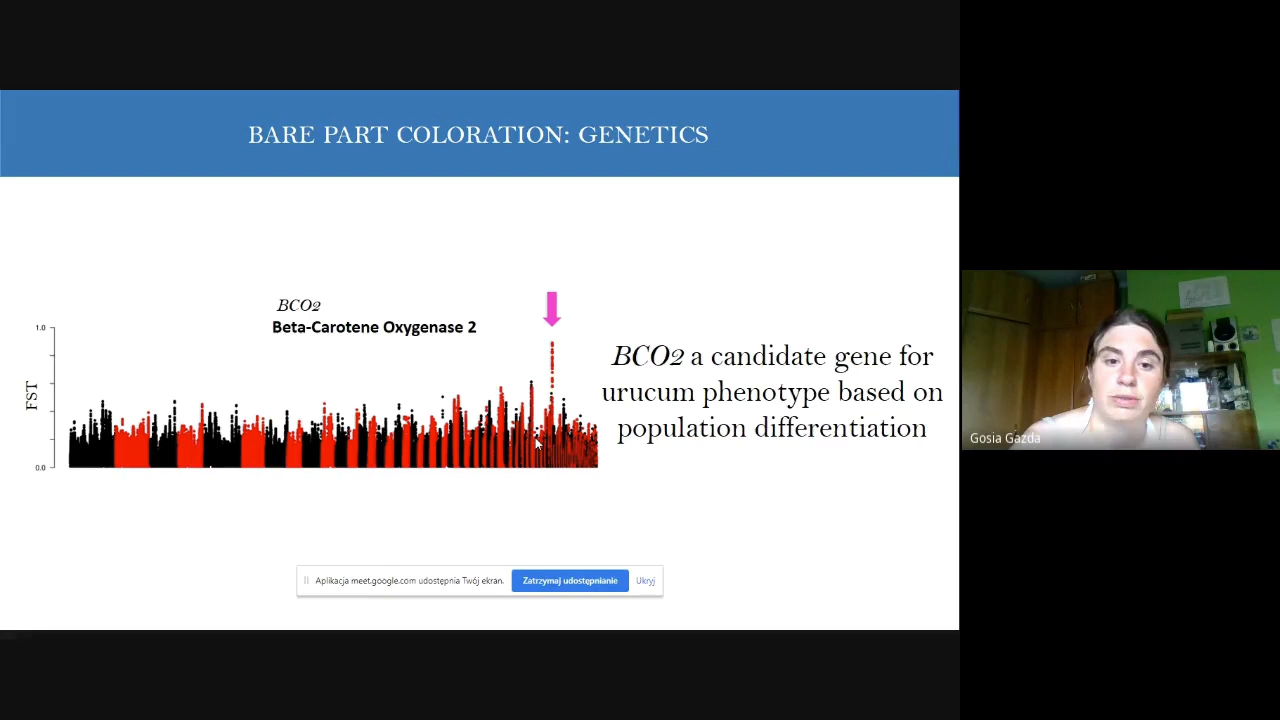 BARE PART COLORATION: GENETICS
BCO2
Beta-Carotene Oxygenase 2
1.0
FST
0.0
BCO2 a candidate gene for
urucum phenotype based on
population differentiation
Gosia Gazda
Aplikacja meet.google.com udostępnia Twój ekran.
Zatrzymaj udostępnianie
Ukryj